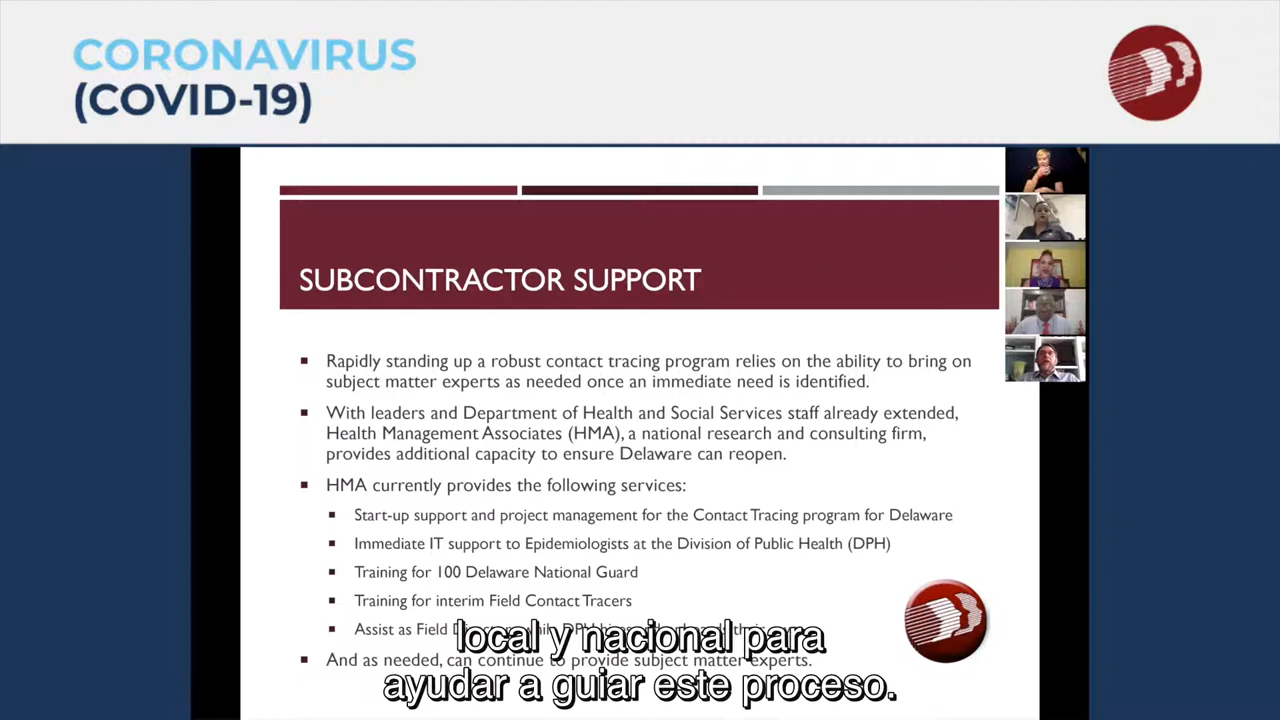 CORONAVIRUS
(COVID-19)
SUBCONTRACTOR SUPPORT
Rapidly standing up a robust contact tracing program relies on the ability to bring on
subject matter experts as needed once an immediate need is identified.
With leaders and Department of Health and Social Services staff already extended,
Health Management Associates (HMA), a national research and consulting firm,
provides additional capacity to ensure Delaware can reopen.
HMA currently provides the following services:
Start-up support and project management for the Contact Tracing program for Delaware
Immediate IT support to Epidemiologists at the Division of Public Health (DPH)
Training for 100 Delaware National Guard
Training for interim Field Contact Tracers
Assist as Field
And as needed, can continue to provide subject matter experts.
local y nacional para
ayudar a guiar este proceso.